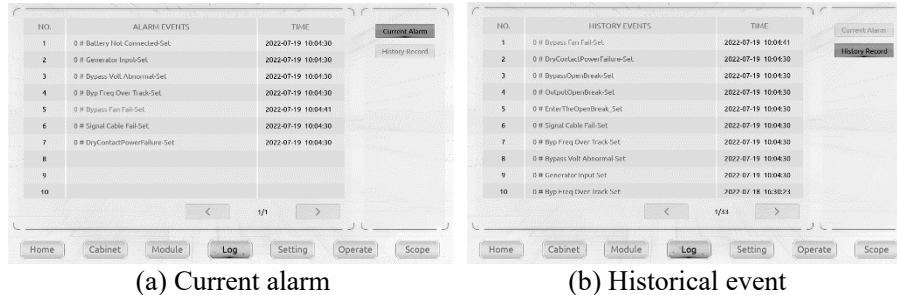 NO. ALARM EVENTS TIME
1 0 # Battery Not Connected-Set 2022-07-19 10:04:30
2 0 # Generator Input-Set 2022-07-19 10:04:30
3 0 # Bypass Volt Abnormal-Set 2022-07-19 10:04:30
4 0 # Byp Freq Over Track-Set 2022-07-19 10:04:30
5 0 # Bypass Fan Fail-Set 2022-07-19 10:04:41
6 0 # Signal Cable Fail-Set 2022-07-19 10:04:30
7 0 # DryContactPowerFailure-Set 2022-07-19 10:04:30
8
9
10
< 1/1 >
Current Alarm
History Record
Home Cabinet Module Log Setting Operate Scope
(a) Current alarm
NO. HISTORY EVENTS TIME
1 0 # Bypass Fan Fail-Set 2022-07-19 10:04:41
2 0 # DryContactPowerFailure-Set 2022-07-19 10:04:30
3 0 # BypassOpenBreak-Set 2022-07-19 10:04:30
4 0 # OutputOpenBreak-Set 2022-07-19 10:04:30
5 0 # EnterTheOpenBreak_Set 2022-07-19 10:04:30
6 0 # Signal Cable Fail-Set 2022-07-19 10:04:30
7 0 # Byp Freq Over Track-Set 2022-07-19 10:04:30
8 0 # Bypass Volt Abnormal-Set 2022-07-19 10:04:30
9 0 # Generator Input-Set 2022-07-19 10:04:30
10 0 # Byp Freq Over Track-Set 2022-07-18 16:30:23
< 1/33 >
Current Alarm
History Record
Home Cabinet Module Log Setting Operate Scope
(b) Historical event